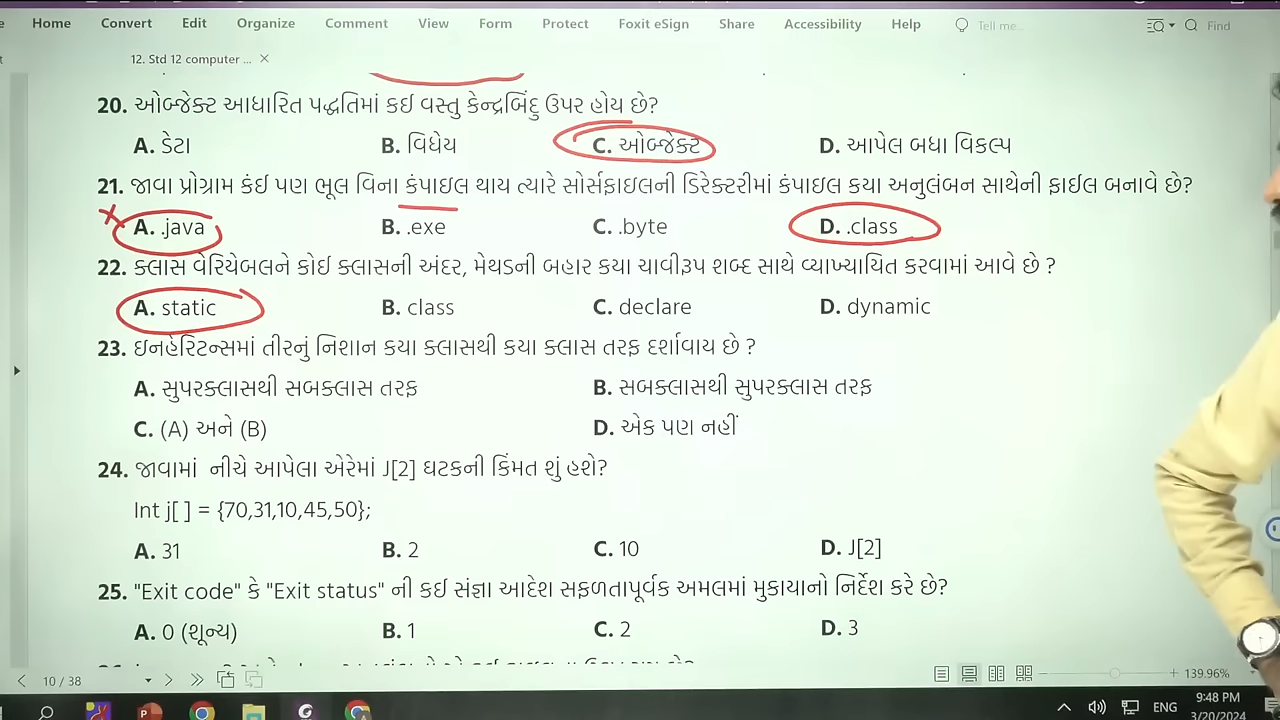 Home Convert Edit Organize Comment View Form Protect Foxit eSign Share Accessibility Help Tell me... Find
12. Std 12 computer ...
20. ઓબ્જેક્ટ આધારિત પદ્ધતિમાં કઈ વસ્તુ કેન્દ્રબિંદુ ઉપર હોય છે?
A. ડેટા B. વિધેય C. ઓબ્જેક્ટ D. આપેલ બધા વિકલ્પ
21. જાવા પ્રોગ્રામ કંઈ પણ ભૂલ વિના કંપાઇલ થાય ત્યારે સોર્સફાઇલની ડિરેક્ટરીમાં કંપાઇલ કયા અનુલંબન સાથેની ફાઈલ બનાવે છે?
A. .java B. .exe C. .byte D. .class
22. ક્લાસ વેરિયેબલને કોઈ ક્લાસની અંદર, મેથડની બહાર કયા ચાવીરૂપ શબ્દ સાથે વ્યાખ્યાયિત કરવામાં આવે છે ?
A. static B. class C. declare D. dynamic
23. ઇનહેરિટન્સમાં તીરનું નિશાન કયા ક્લાસથી કયા ક્લાસ તરફ દર્શાવાય છે ?
A. સુપરક્લાસથી સબક્લાસ તરફ B. સબક્લાસથી સુપરક્લાસ તરફ
C. (A) અને (B) D. એક પણ નહીં
24. જાવામાં નીચે આપેલા એરેમાં J[2] ઘટકની કિંમત શું હશે?
Int j[ ] = {70,31,10,45,50};
A. 31 B. 2 C. 10 D. J[2]
25. "Exit code" કે "Exit status" ની કઈ સંજ્ઞા આદેશ સફળતાપૂર્વક અમલમાં મુકાયાનો નિર્દેશ કરે છે?
A. 0 (શૂન્ય) B. 1 C. 2 D. 3
10 / 38 139.96%
ENG 9:48 PM
3/20/2024